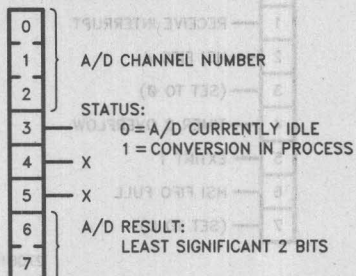 0
1
A/D CHANNEL NUMBER
2
STATUS:
3
0 = A/D CURRENTLY IDLE
1 = CONVERSION IN PROCESS
4 X
5 X
6
A/D RESULT:
LEAST SIGNIFICANT 2 BITS
7